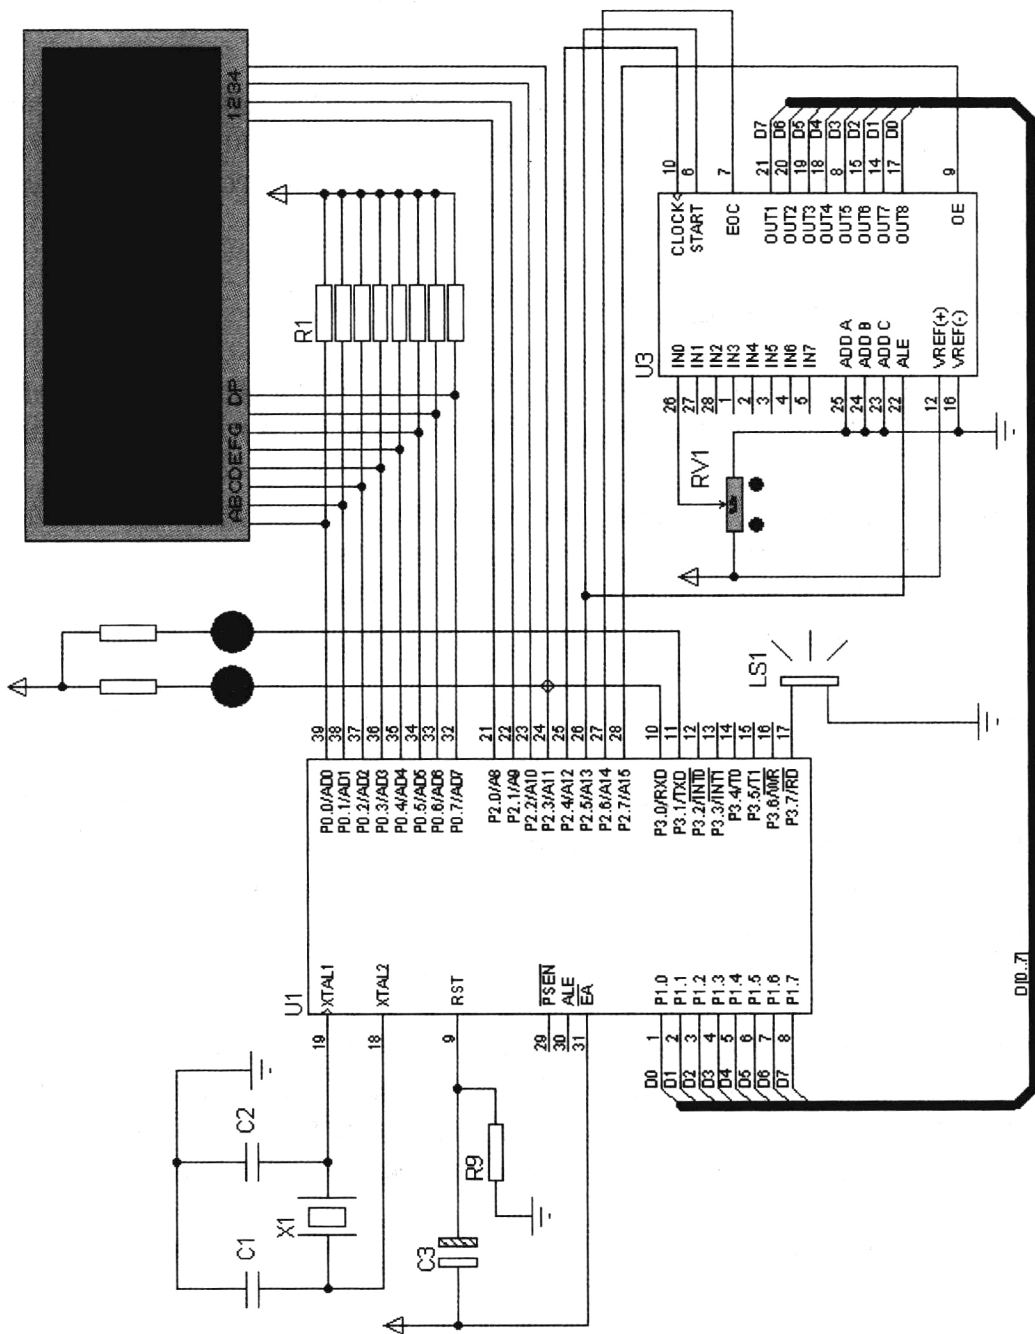 U1
19
XTAL1
18
XTAL2
9
RST
29
PSEN
30
ALE
31
EA
1
P1.0
2
P1.1
3
P1.2
4
P1.3
5
P1.4
6
P1.5
7
P1.6
8
P1.7
P0.0/AD0
39
P0.1/AD1
38
P0.2/AD2
37
P0.3/AD3
36
P0.4/AD4
35
P0.5/AD5
34
P0.6/AD6
33
P0.7/AD7
32
P2.0/A8
21
P2.1/A9
22
P2.2/A10
23
P2.3/A11
24
P2.4/A12
25
P2.5/A13
26
P2.6/A14
27
P2.7/A15
28
P3.0/RXD
10
P3.1/TXD
11
P3.2/INT0
12
P3.3/INT1
13
P3.4/T0
14
P3.5/T1
15
P3.6/WR
16
P3.7/RD
17
C1
C2
X1
C3
R9
D0
D1
D2
D3
D4
D5
D6
D7
D[0..7]
ABCDEFG DP
1234
R1
LS1
RV1
U3
26
IN0
27
IN1
28
IN2
1
IN3
2
IN4
3
IN5
4
IN6
5
IN7
25
ADD A
24
ADD B
23
ADD C
22
ALE
12
VREF(+)
16
VREF(-)
CLOCK
10
START
6
EOC
7
OUT1
21
D7
OUT2
20
D6
OUT3
19
D5
OUT4
18
D4
OUT5
8
D3
OUT6
15
D2
OUT7
14
D1
OUT8
17
D0
OE
9